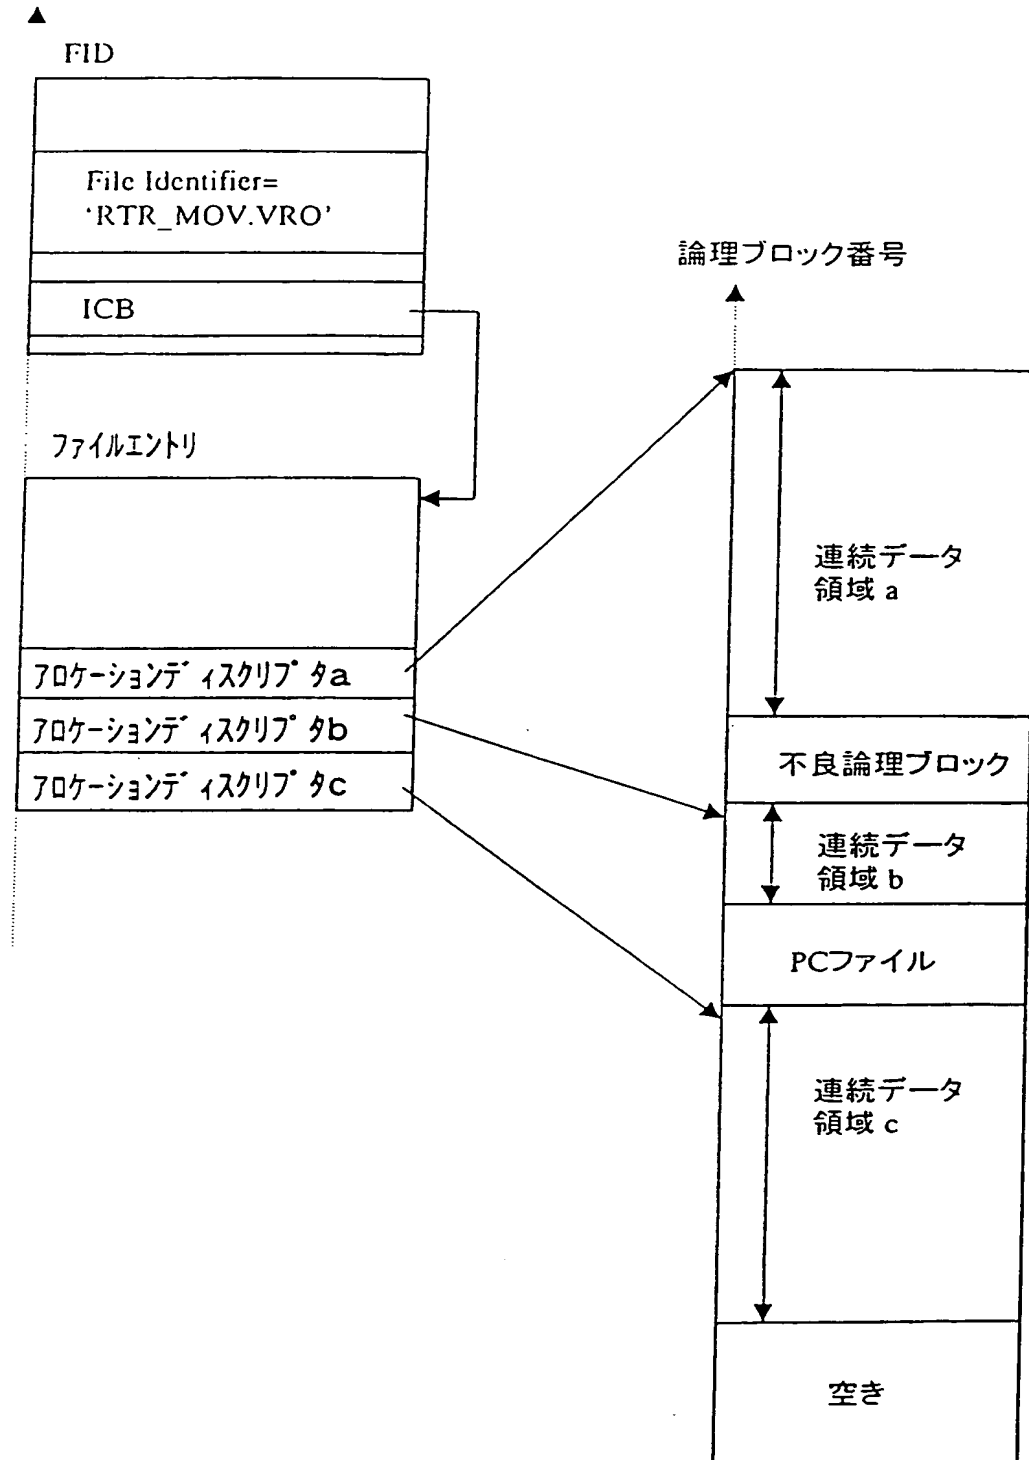 FID
File Identifier=
‘RTR_MOV.VRO’
ICB
ファイルエントリ
アロケーションディスクリプタa
アロケーションディスクリプタb
アロケーションディスクリプタc
論理ブロック番号
連続データ
領域 a
不良論理ブロック
連続データ
領域 b
PCファイル
連続データ
領域 c
空き